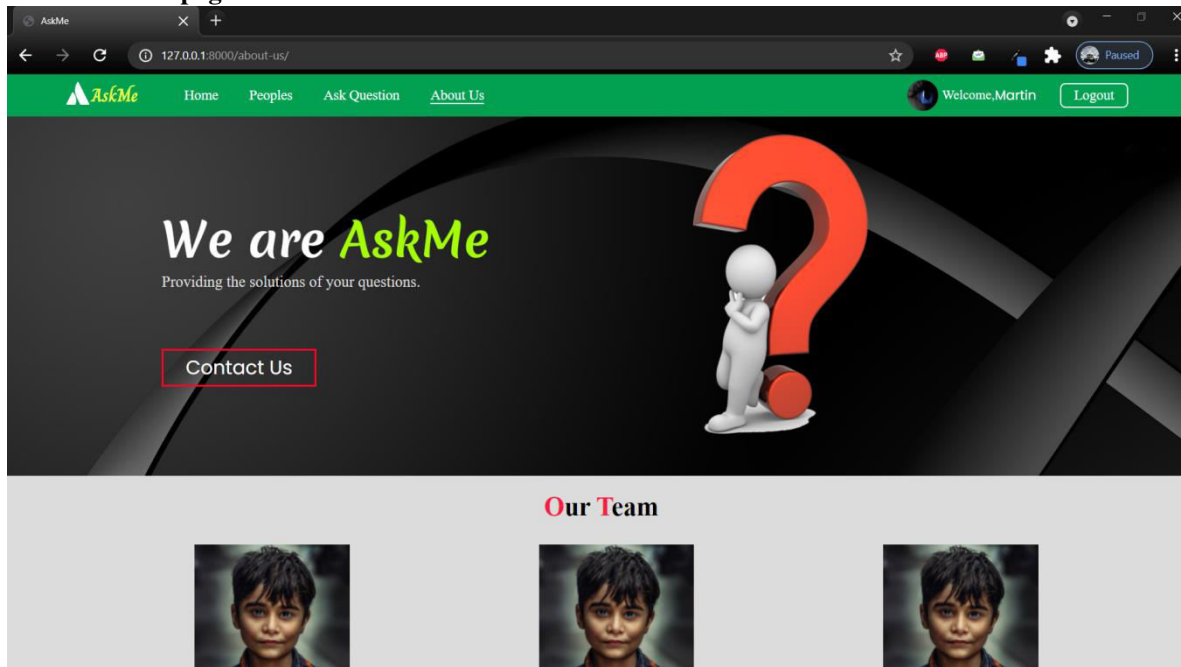 AskMe
127.0.0.1:8000/about-us/
ABP
Paused
AskMe Home Peoples Ask Question About Us Welcome,Martin Logout
We are AskMe
Providing the solutions of your questions.
Contact Us
Our Team